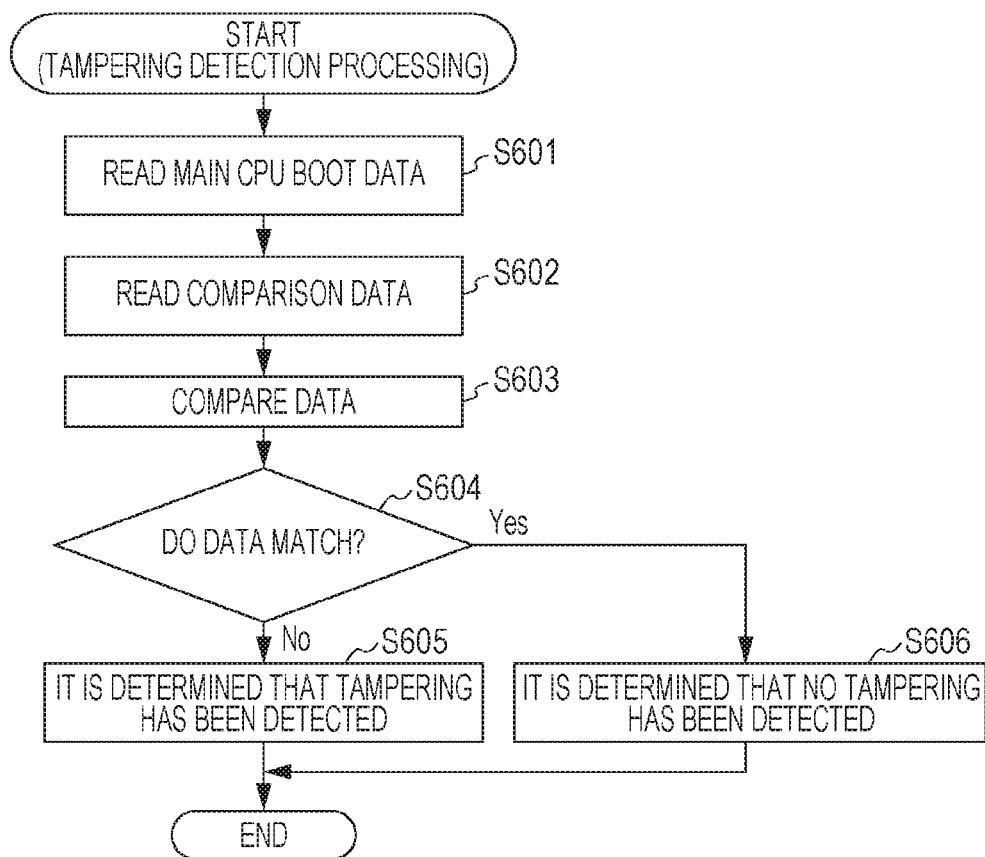 START
(TAMPERING DETECTION PROCESSING)
READ MAIN CPU BOOT DATA
S601
READ COMPARISON DATA
S602
COMPARE DATA
S603
DO DATA MATCH?
S604
Yes
No
S605
IT IS DETERMINED THAT TAMPERING
HAS BEEN DETECTED
S606
IT IS DETERMINED THAT NO TAMPERING
HAS BEEN DETECTED
END